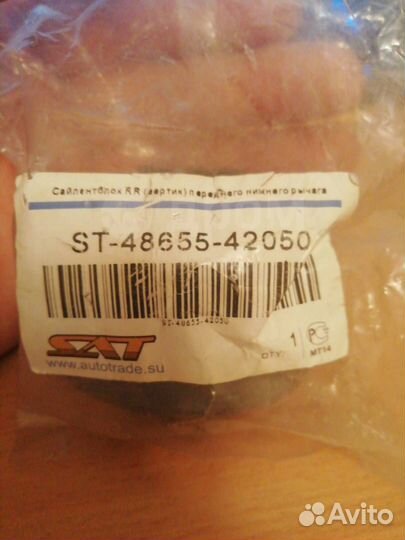 Сайлентблок RR (вертик) переднего нижнего рычага
ST-48655-42050
ST-48655-42050
SAT
www.autotrade.su
QTY: 1
РС
МТ14
Avito